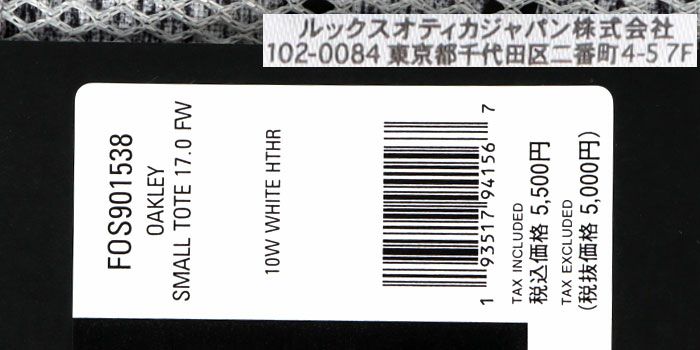 ルックスオティカジャパン株式会社
102-0084 東京都千代田区二番町4-5 7F
FOS901538
OAKLEY
SMALL TOTE 17.0 FW
10W WHITE HTHR
1 93517 94156 7
TAX INCLUDED
税込価格 5,500円
TAX EXCLUDED
(税抜価格 5,000円)